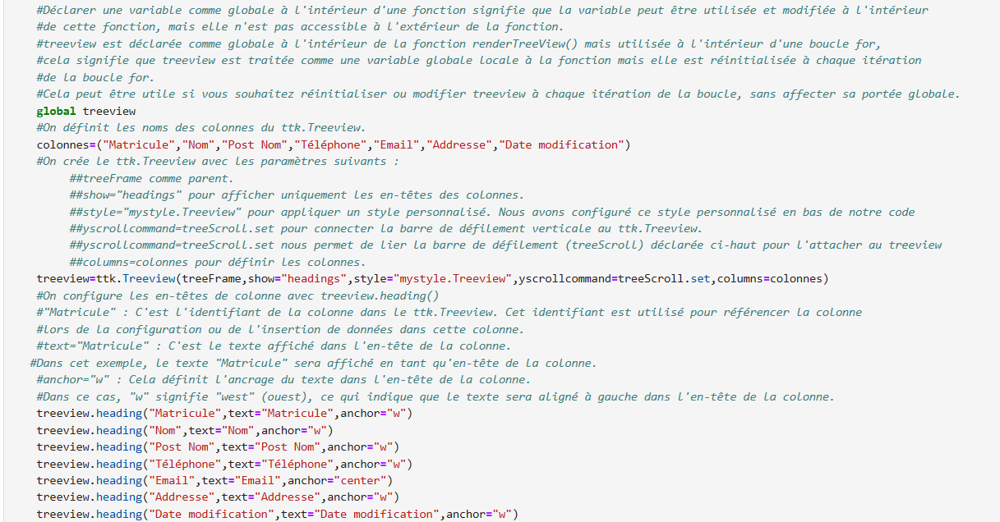 #Déclarer une variable comme globale à l'intérieur d'une fonction signifie que la variable peut être utilisée et modifiée à l'intérieur
#de cette fonction, mais elle n'est pas accessible à l'extérieur de la fonction.
#treeview est déclarée comme globale à l'intérieur de la fonction renderTreeView() mais utilisée à l'intérieur d'une boucle for,
#cela signifie que treeview est traitée comme une variable globale locale à la fonction mais elle est réinitialisée à chaque itération
#de la boucle for.
#Cela peut être utile si vous souhaitez réinitialiser ou modifier treeview à chaque itération de la boucle, sans affecter sa portée globale.
global treeview
#On définit les noms des colonnes du ttk.Treeview.
colonnes=("Matricule","Nom","Post Nom","Téléphone","Email","Addresse","Date modification")
#On crée le ttk.Treeview avec les paramètres suivants :
##treeFrame comme parent.
##show="headings" pour afficher uniquement les en-têtes des colonnes.
##style="mystyle.Treeview" pour appliquer un style personnalisé. Nous avons configuré ce style personnalisé en bas de notre code
##yscrollcommand=treeScroll.set pour connecter la barre de défilement verticale au ttk.Treeview.
##yscrollcommand=treeScroll.set nous permet de lier la barre de défilement (treeScroll) déclarée ci-haut pour l'attacher au treeview
##columns=colonnes pour définir les colonnes.
treeview=ttk.Treeview(treeFrame,show="headings",style="mystyle.Treeview",yscrollcommand=treeScroll.set,columns=colonnes)
#On configure les en-têtes de colonne avec treeview.heading()
#"Matricule" : C'est l'identifiant de la colonne dans le ttk.Treeview. Cet identifiant est utilisé pour référencer la colonne
#lors de la configuration ou de l'insertion de données dans cette colonne.
#text="Matricule" : C'est le texte affiché dans l'en-tête de la colonne.
#Dans cet exemple, le texte "Matricule" sera affiché en tant qu'en-tête de la colonne.
#anchor="w" : Cela définit l'ancrage du texte dans l'en-tête de la colonne.
#Dans ce cas, "w" signifie "west" (ouest), ce qui indique que le texte sera aligné à gauche dans l'en-tête de la colonne.
treeview.heading("Matricule",text="Matricule",anchor="w")
treeview.heading("Nom",text="Nom",anchor="w")
treeview.heading("Post Nom",text="Post Nom",anchor="w")
treeview.heading("Téléphone",text="Téléphone",anchor="w")
treeview.heading("Email",text="Email",anchor="center")
treeview.heading("Addresse",text="Addresse",anchor="w")
treeview.heading("Date modification",text="Date modification",anchor="w")